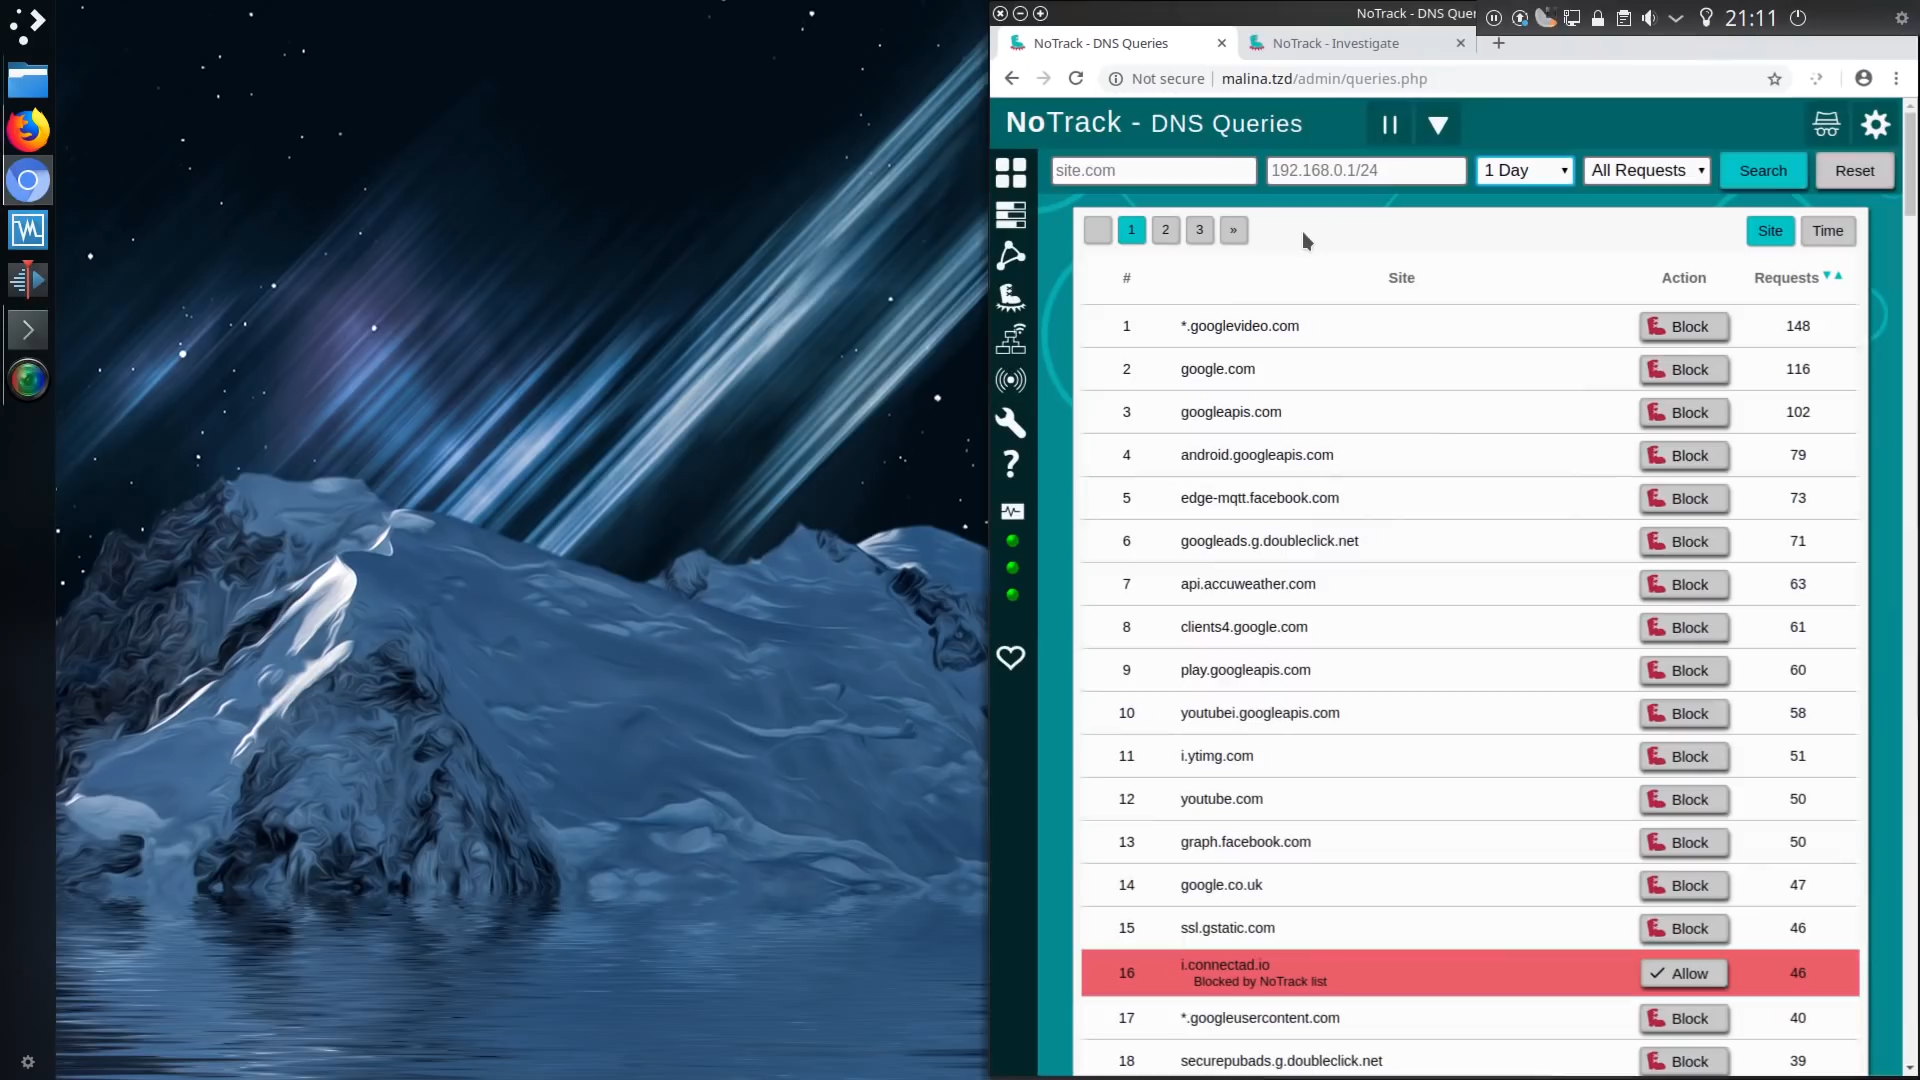 NoTrack - DNS Quer
21:11
NoTrack - DNS Queries
NoTrack - Investigate
Not secure | malina.tzd/admin/queries.php
NoTrack - DNS Queries
site.com
192.168.0.1/24
1 Day
All Requests
Search
Reset
1 2 3 »
Site
Time
# Site Action Requests
1 *.googlevideo.com Block 148
2 google.com Block 116
3 googleapis.com Block 102
4 android.googleapis.com Block 79
5 edge-mqtt.facebook.com Block 73
6 googleads.g.doubleclick.net Block 71
7 api.accuweather.com Block 63
8 clients4.google.com Block 61
9 play.googleapis.com Block 60
10 youtubei.googleapis.com Block 58
11 i.ytimg.com Block 51
12 youtube.com Block 50
13 graph.facebook.com Block 50
14 google.co.uk Block 47
15 ssl.gstatic.com Block 46
16 i.connectad.io Allow 46
Blocked by NoTrack list
17 *.googleusercontent.com Block 40
18 securepubads.g.doubleclick.net Block 39